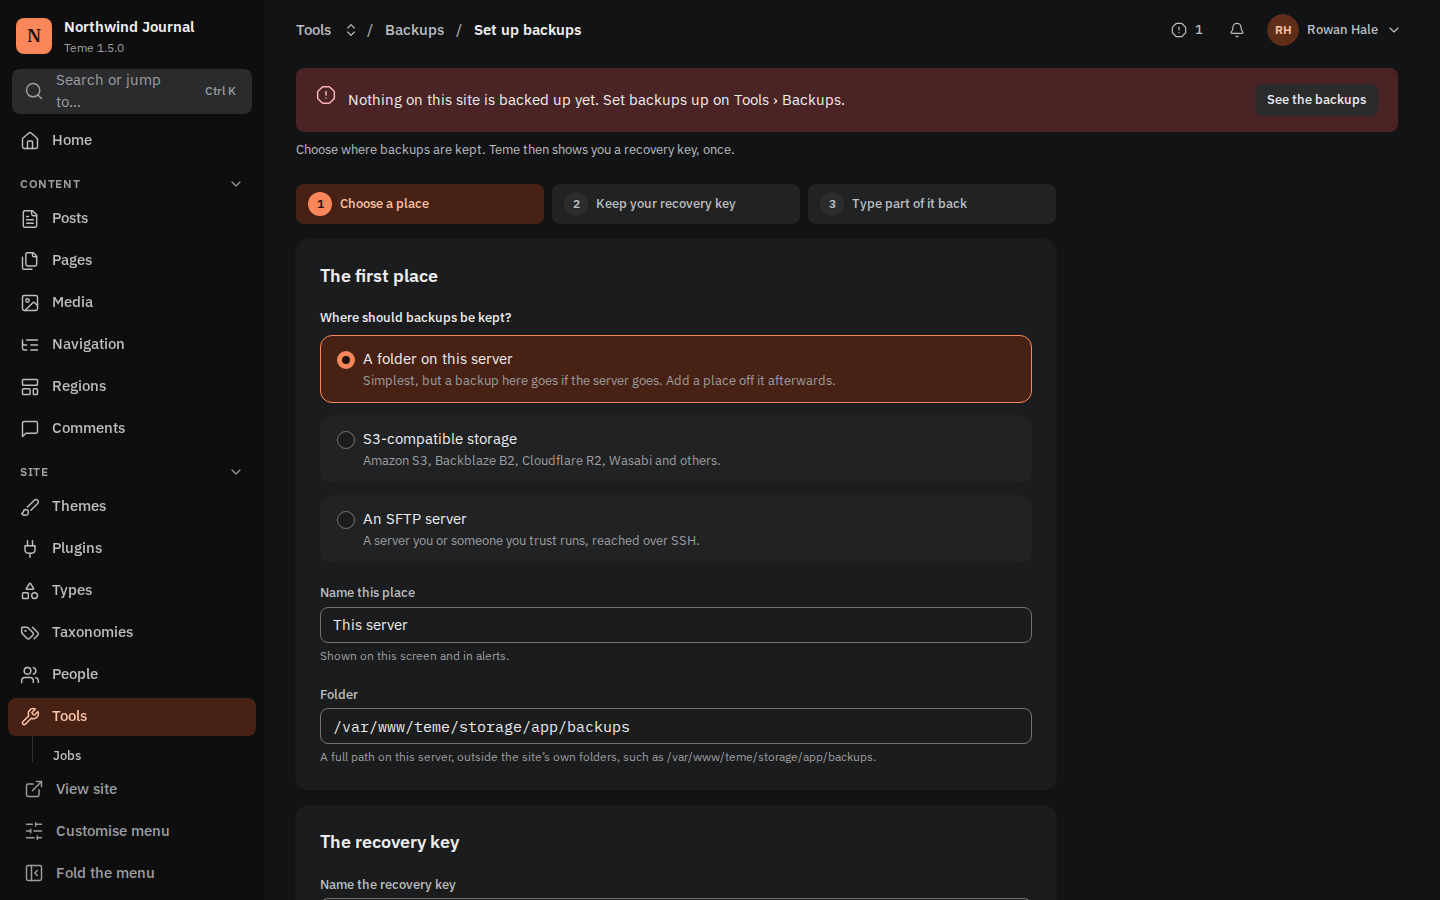 N
Northwind Journal
Teme 1.5.0
Search or jump to...
Ctrl K
Home
CONTENT
Posts
Pages
Media
Navigation
Regions
Comments
SITE
Themes
Plugins
Types
Taxonomies
People
Tools
Jobs
View site
Customise menu
Fold the menu
Tools / Backups / Set up backups
1
RH
Rowan Hale
Nothing on this site is backed up yet. Set backups up on Tools › Backups.
See the backups
Choose where backups are kept. Teme then shows you a recovery key, once.
1 Choose a place
2 Keep your recovery key
3 Type part of it back
The first place
Where should backups be kept?
A folder on this server
Simplest, but a backup here goes if the server goes. Add a place off it afterwards.
S3-compatible storage
Amazon S3, Backblaze B2, Cloudflare R2, Wasabi and others.
An SFTP server
A server you or someone you trust runs, reached over SSH.
Name this place
This server
Shown on this screen and in alerts.
Folder
/var/www/teme/storage/app/backups
A full path on this server, outside the site’s own folders, such as /var/www/teme/storage/app/backups.
The recovery key
Name the recovery key